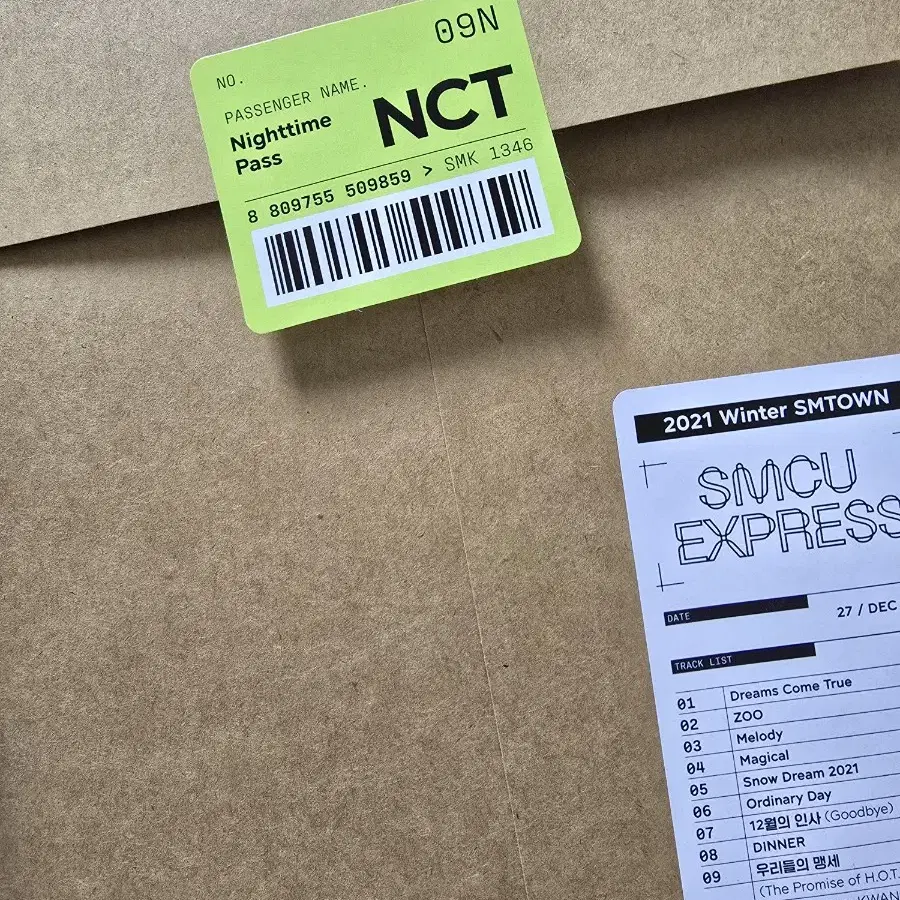 NO.
09N
PASSENGER NAME.
Nighttime
Pass
NCT
8 809755 509859 > SMK 1346
2021 Winter SMTOWN
SMCU
EXPRESS
DATE
27 / DEC
TRACK LIST
01 Dreams Come True
02 ZOO
03 Melody
04 Magical
05 Snow Dream 2021
06 Ordinary Day
07 12월의 인사 (Goodbye)
08 DINNER
09 우리들의 맹세
(The Promise of H.O.T.
KWAN